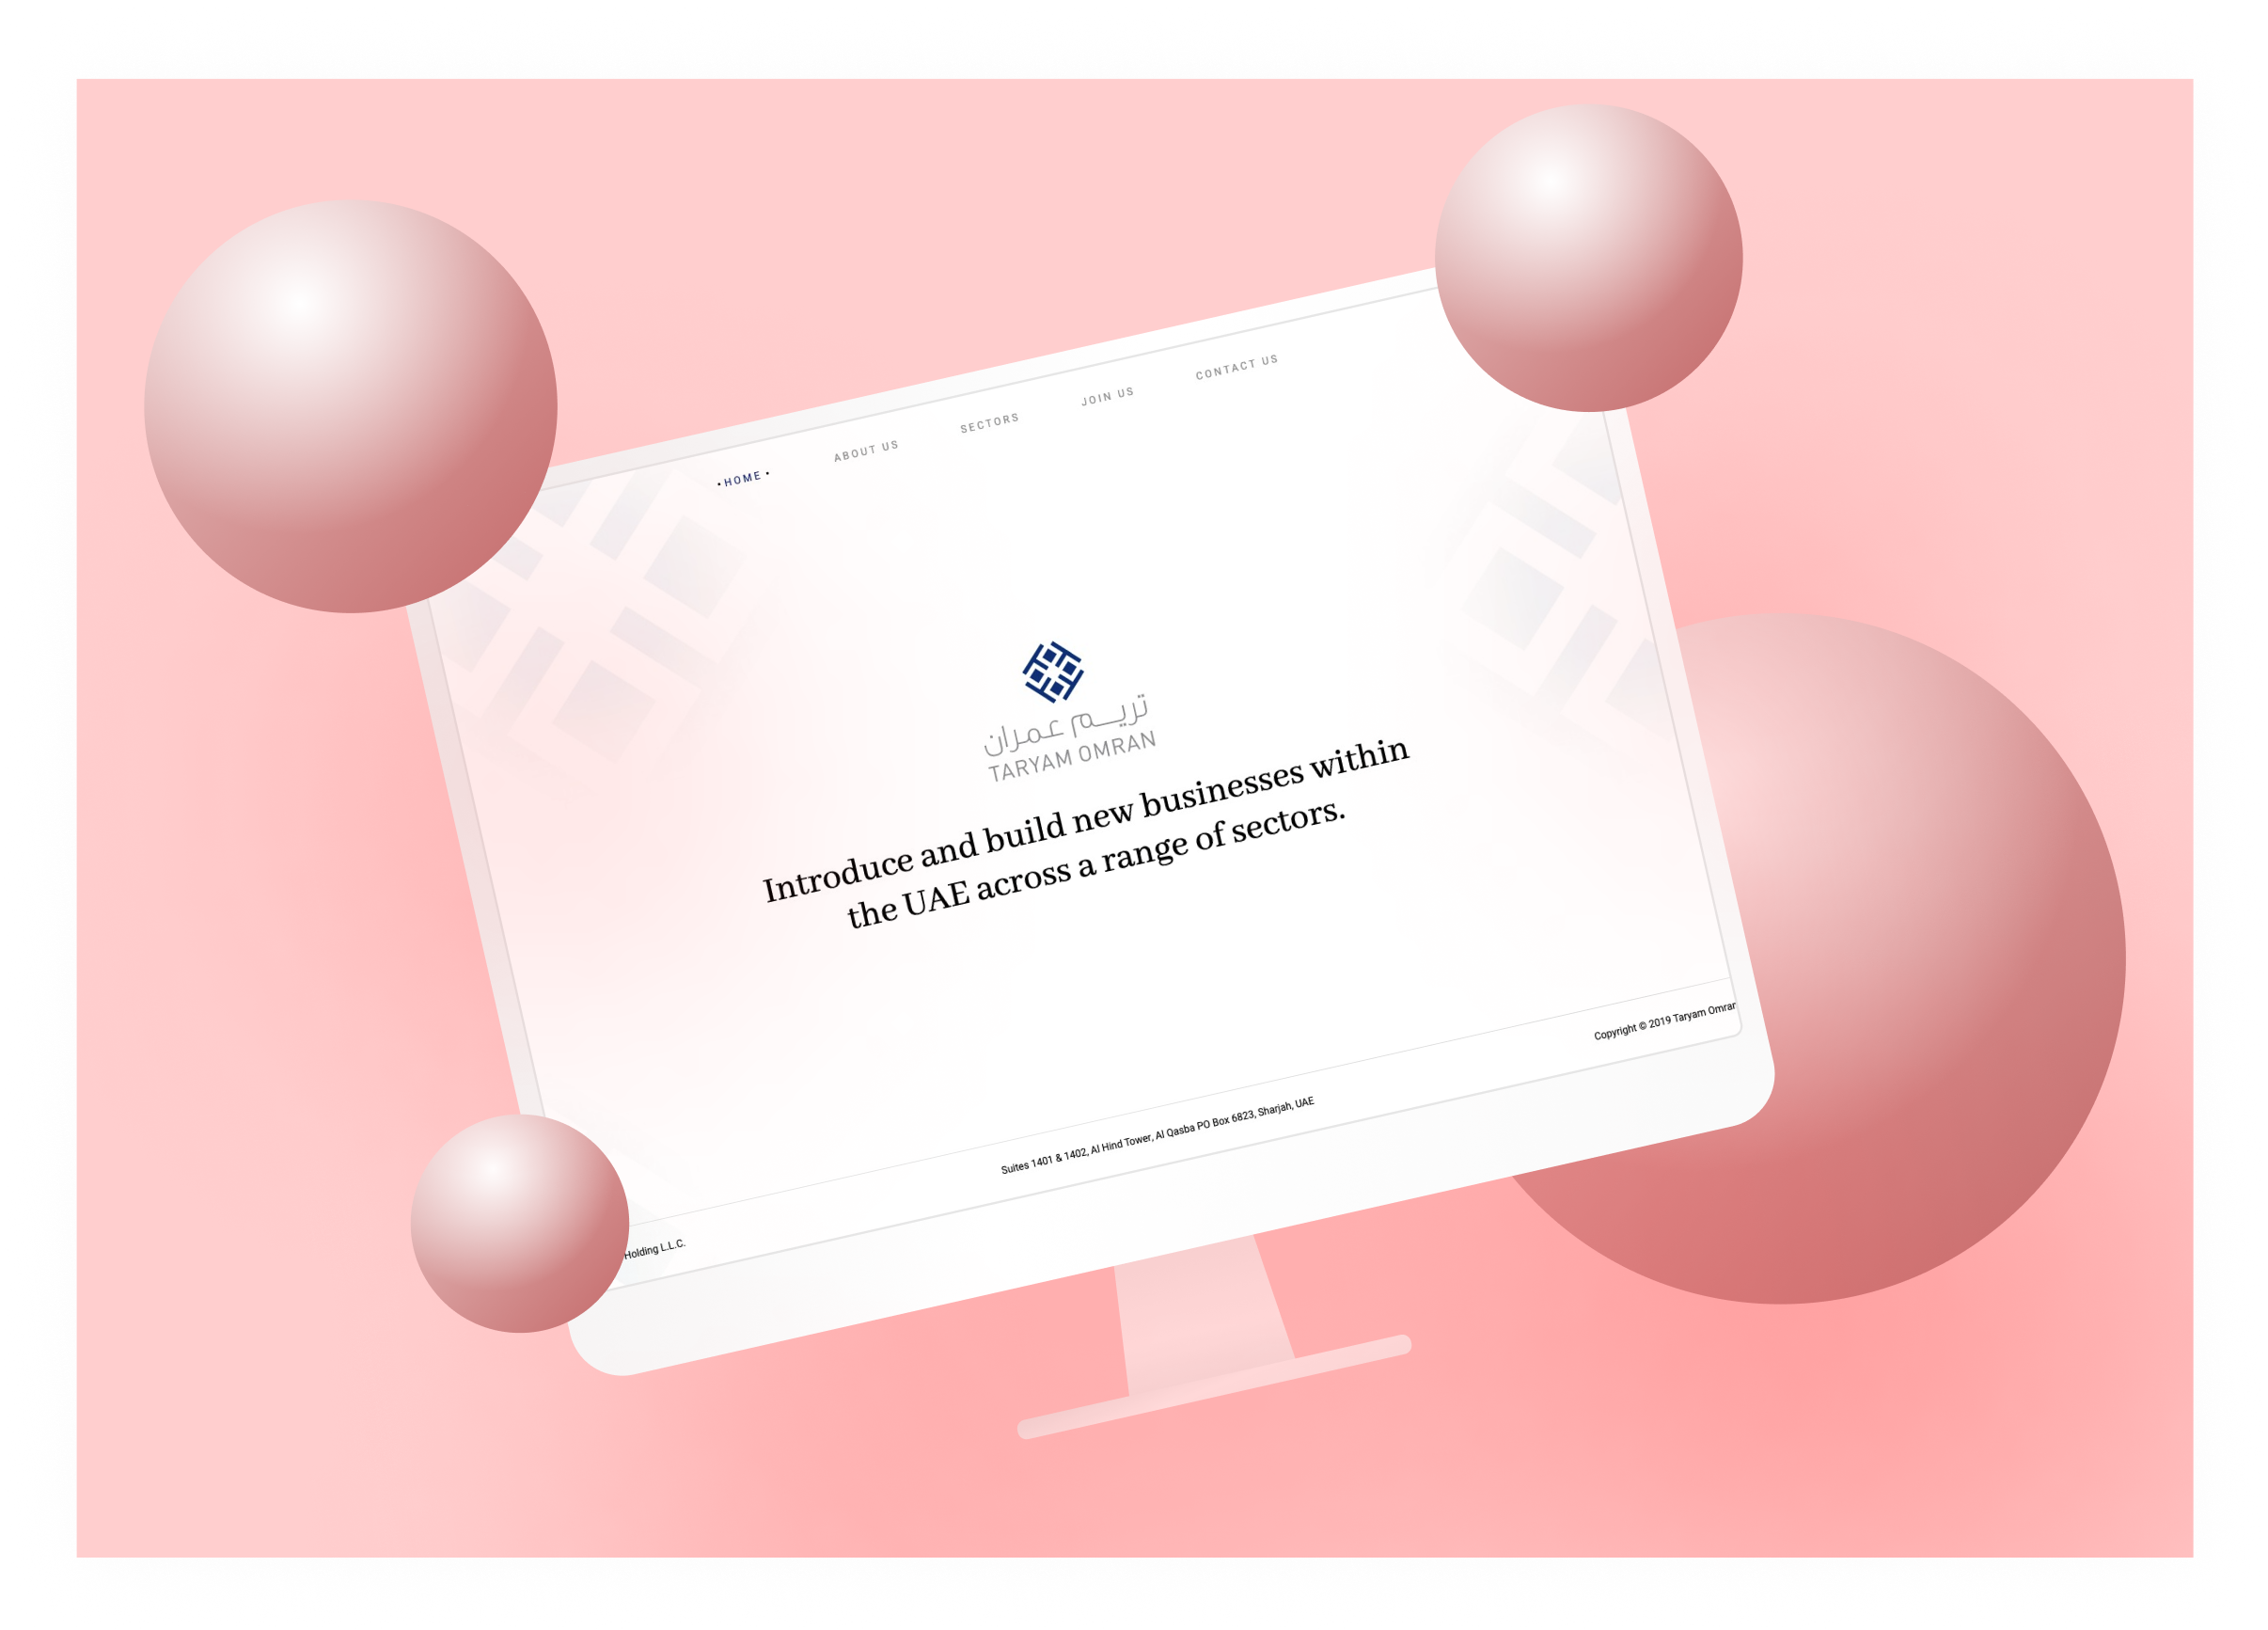 • HOME •
ABOUT US
SECTORS
JOIN US
CONTACT US
تريم عمران
TARYAM OMRAN
Introduce and build new businesses within
the UAE across a range of sectors.
Holding L.L.C.
Suites 1401 & 1402, Al Hind Tower, Al Qasba PO Box 6823, Sharjah, UAE
Copyright © 2019 Taryam Omran